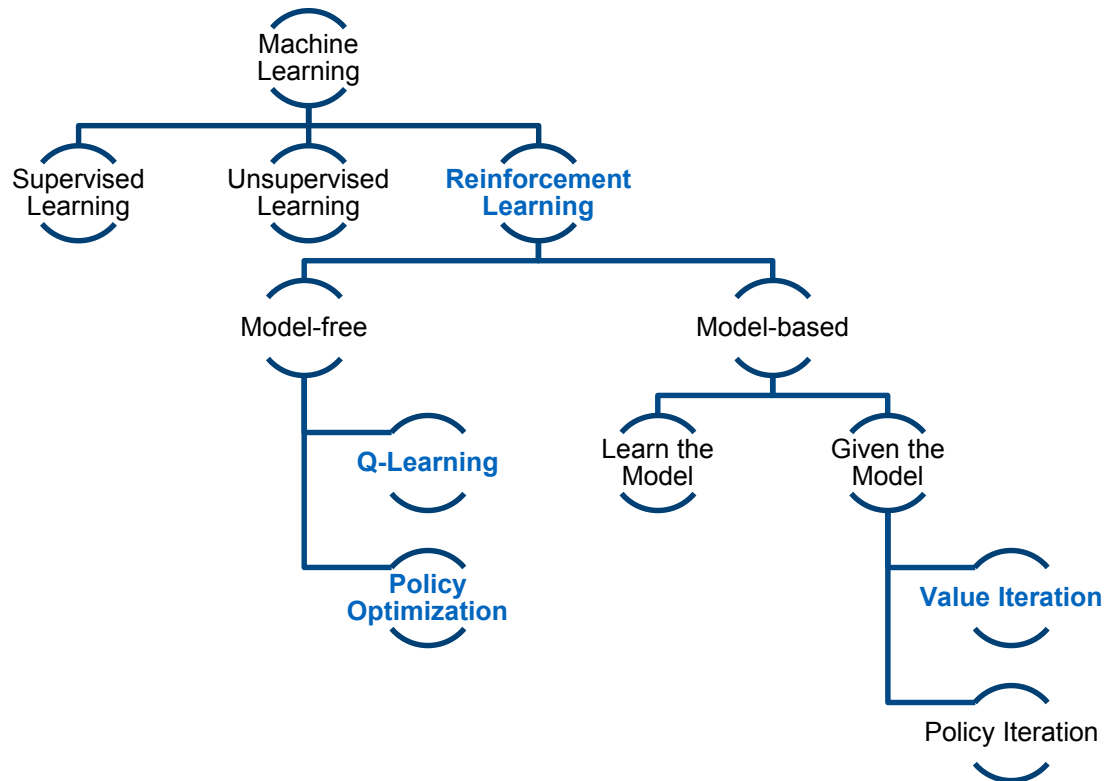 Machine
Learning
Supervised
Learning
Unsupervised
Learning
Reinforcement
Learning
Model-free
Model-based
Q-Learning
Learn the
Model
Given the
Model
Policy
Optimization
Value Iteration
Policy Iteration